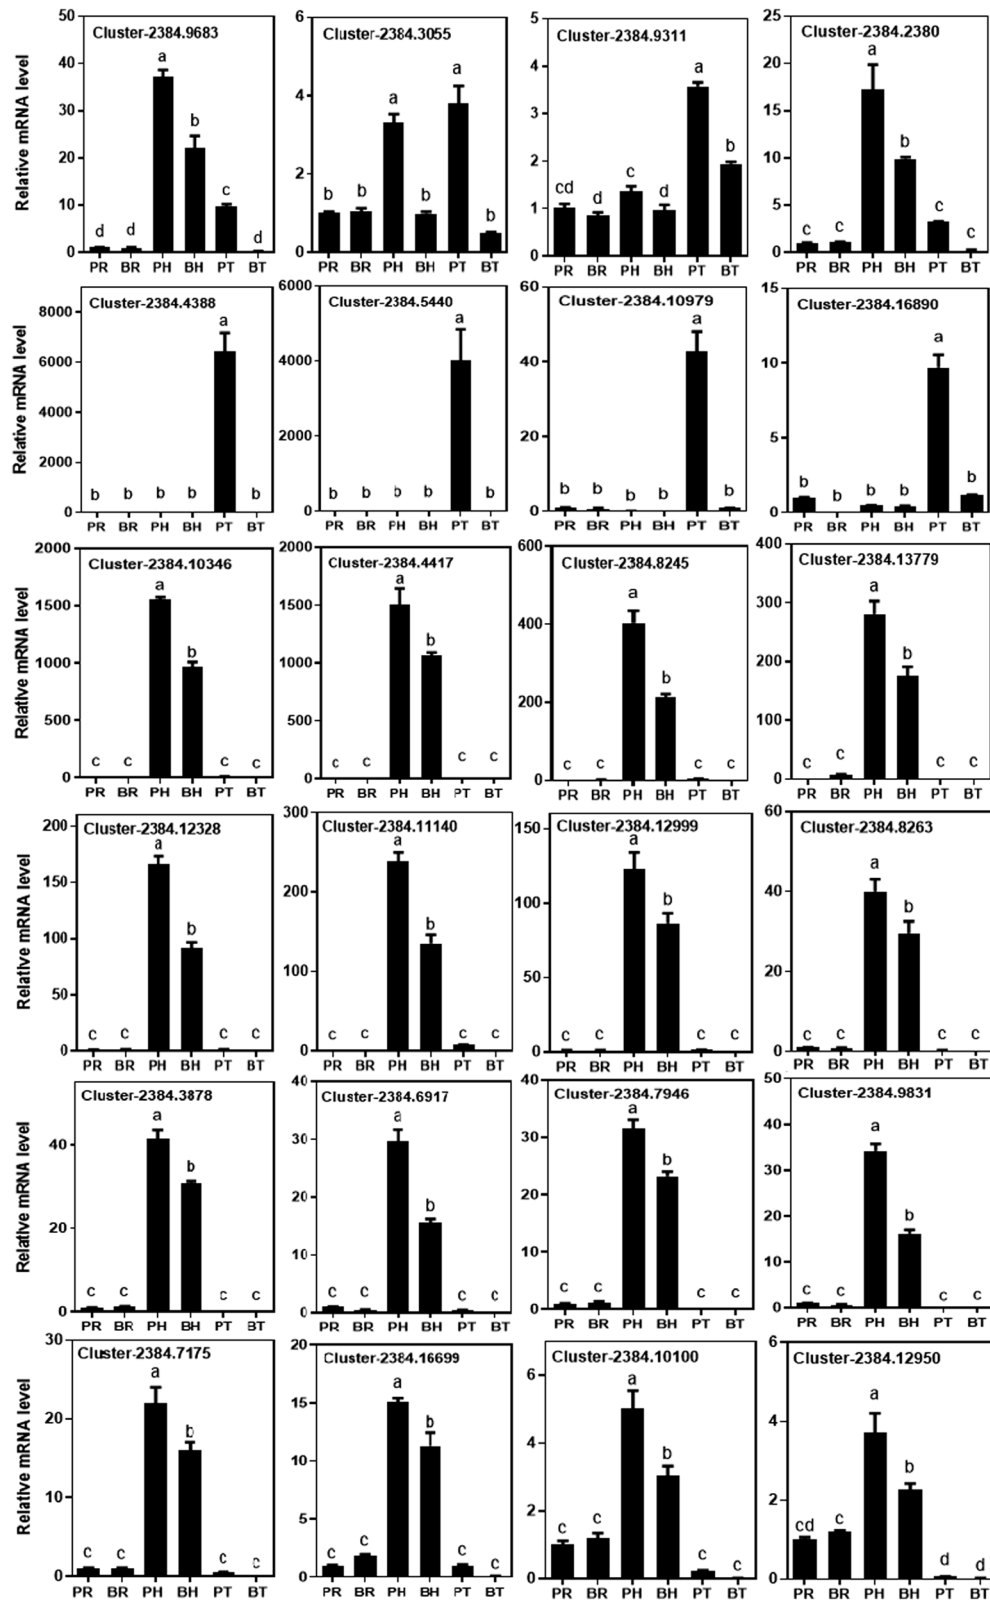 Cluster-2384.9683
Relative mRNA level
50
40
30
20
10
0
d d a b c d
PR BR PH BH PT BT
Cluster-2384.3055
6
4
2
0
b b a b a b
PR BR PH BH PT BT
Cluster-2384.9311
5
4
3
2
1
0
cd d c d a b
PR BR PH BH PT BT
Cluster-2384.2380
25
20
15
10
5
0
c c a b c c
PR BR PH BH PT BT
Cluster-2384.4388
Relative mRNA level
8000
6000
4000
2000
0
b b b b a b
PR BR PH BH PT BT
Cluster-2384.5440
6000
4000
2000
0
b b b b a b
PR BR PH BH PT BT
Cluster-2384.10979
60
40
20
0
b b b b a b
PR BR PH BH PT BT
Cluster-2384.16890
15
10
5
0
b b b b a b
PR BR PH BH PT BT
Cluster-2384.10346
Relative mRNA level
2000
1500
1000
500
0
c c a b c c
PR BR PH BH PT BT
Cluster-2384.4417
2000
1500
1000
500
0
c c a b c c
PR BR PH BH PT BT
Cluster-2384.8245
600
400
200
0
c c a b c c
PR BR PH BH PT BT
Cluster-2384.13779
400
300
200
100
0
c c a b c c
PR BR PH BH PT BT
Cluster-2384.12328
Relative mRNA level
200
150
100
50
0
c c a b c c
PR BR PH BH PT BT
Cluster-2384.11140
300
200
100
0
c c a b c c
PR BR PH BH PT BT
Cluster-2384.12999
150
100
50
0
c c a b c c
PR BR PH BH PT BT
Cluster-2384.8263
60
40
20
0
c c a b c c
PR BR PH BH PT BT
Cluster-2384.3878
Relative mRNA level
40
20
0
c c a b c c
PR BR PH BH PT BT
Cluster-2384.6917
40
30
20
10
0
c c a b c c
PR BR PH BH PT BT
Cluster-2384.7946
40
30
20
10
0
c c a b c c
PR BR PH BH PT BT
Cluster-2384.9831
50
40
30
20
10
0
c c a b c c
PR BR PH BH PT BT
Cluster-2384.7175
Relative mRNA level
30
20
10
0
c c a b c c
PR BR PH BH PT BT
Cluster-2384.16699
20
15
10
5
0
c c a b c c
PR BR PH BH PT BT
Cluster-2384.10100
6
4
2
0
c c a b c c
PR BR PH BH PT BT
Cluster-2384.12950
6
4
2
0
cd c a b d d
PR BR PH BH PT BT